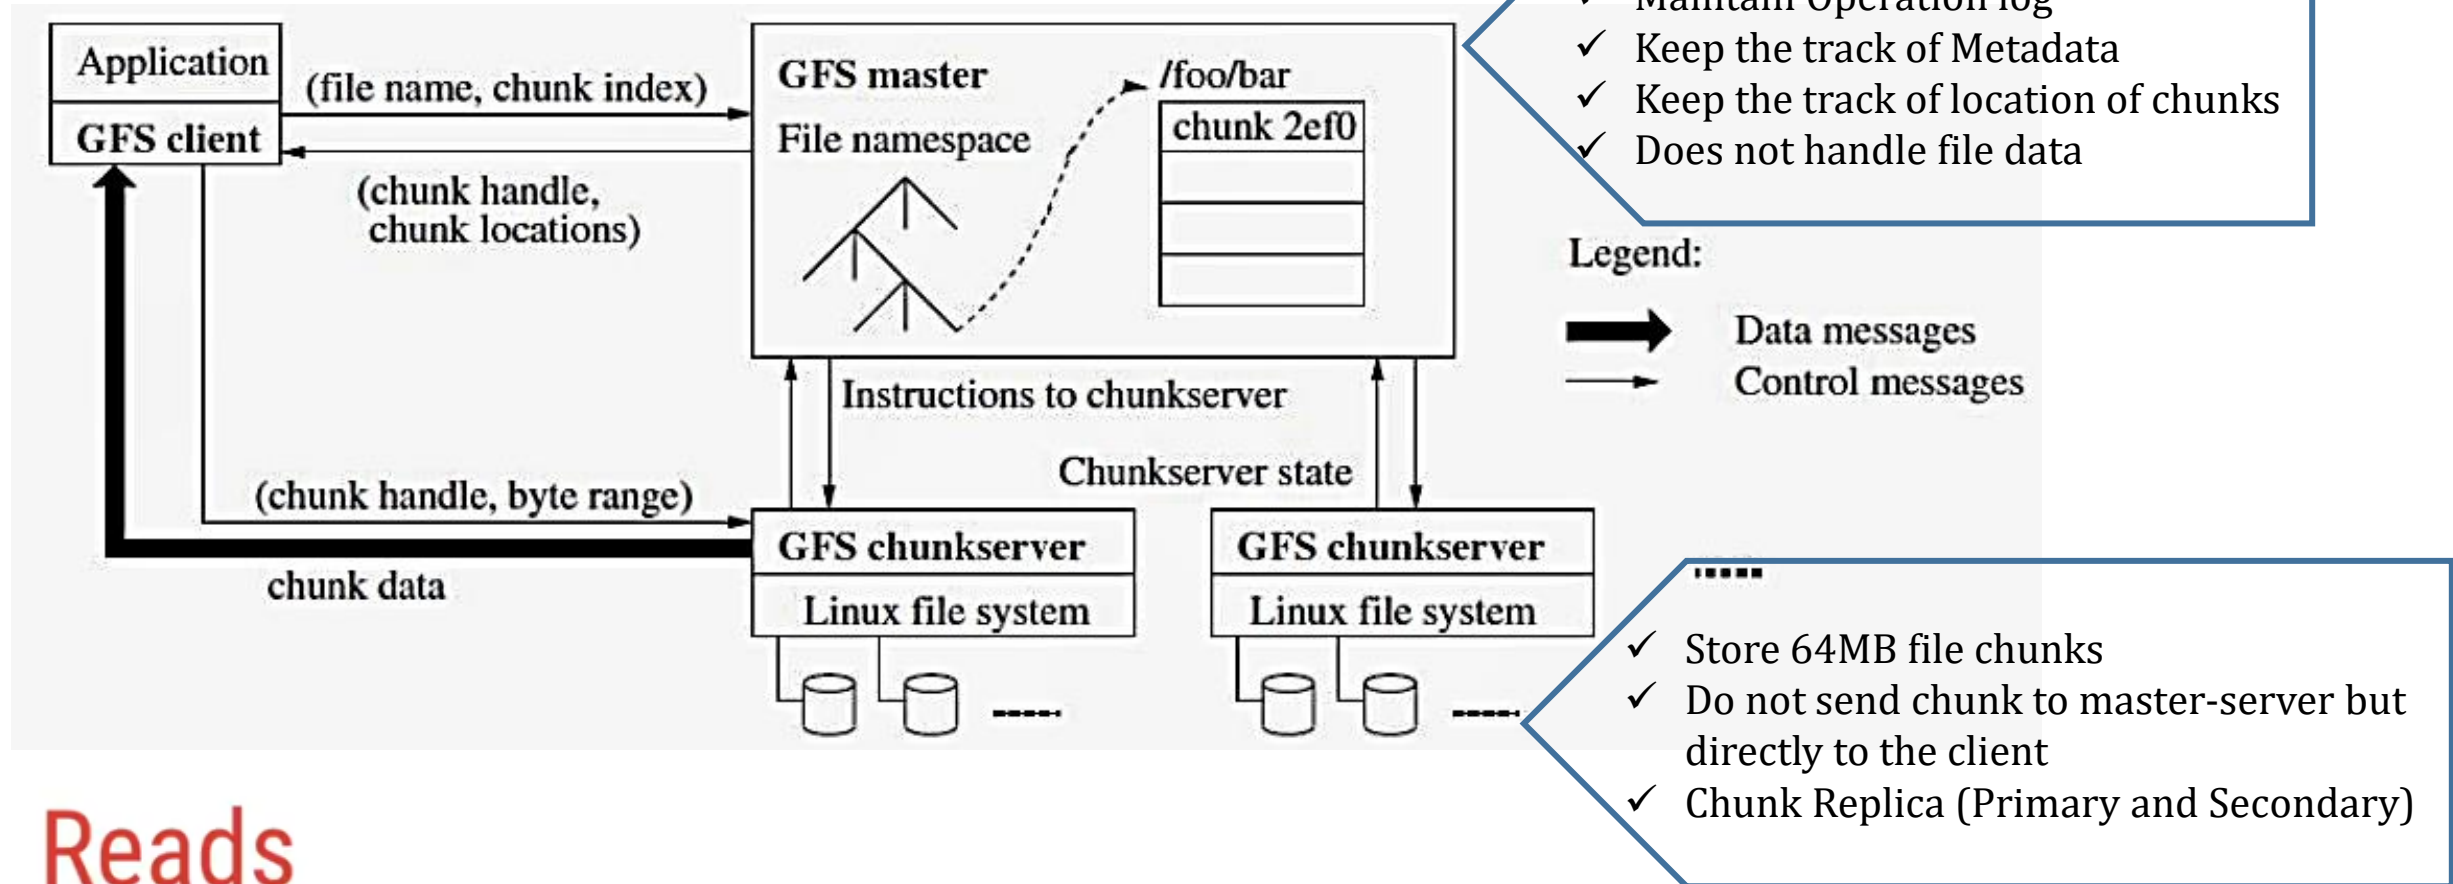 Maintain Operation log
✓ Keep the track of Metadata
✓ Keep the track of location of chunks
✓ Does not handle file data
Application
GFS client
(file name, chunk index)
(chunk handle,
chunk locations)
GFS master
File namespace
/foo/bar
chunk 2ef0
Legend:
Data messages
Control messages
Instructions to chunkserver
Chunkserver state
(chunk handle, byte range)
chunk data
GFS chunkserver
Linux file system
GFS chunkserver
Linux file system
✓ Store 64MB file chunks
✓ Do not send chunk to master-server but
directly to the client
✓ Chunk Replica (Primary and Secondary)
Reads